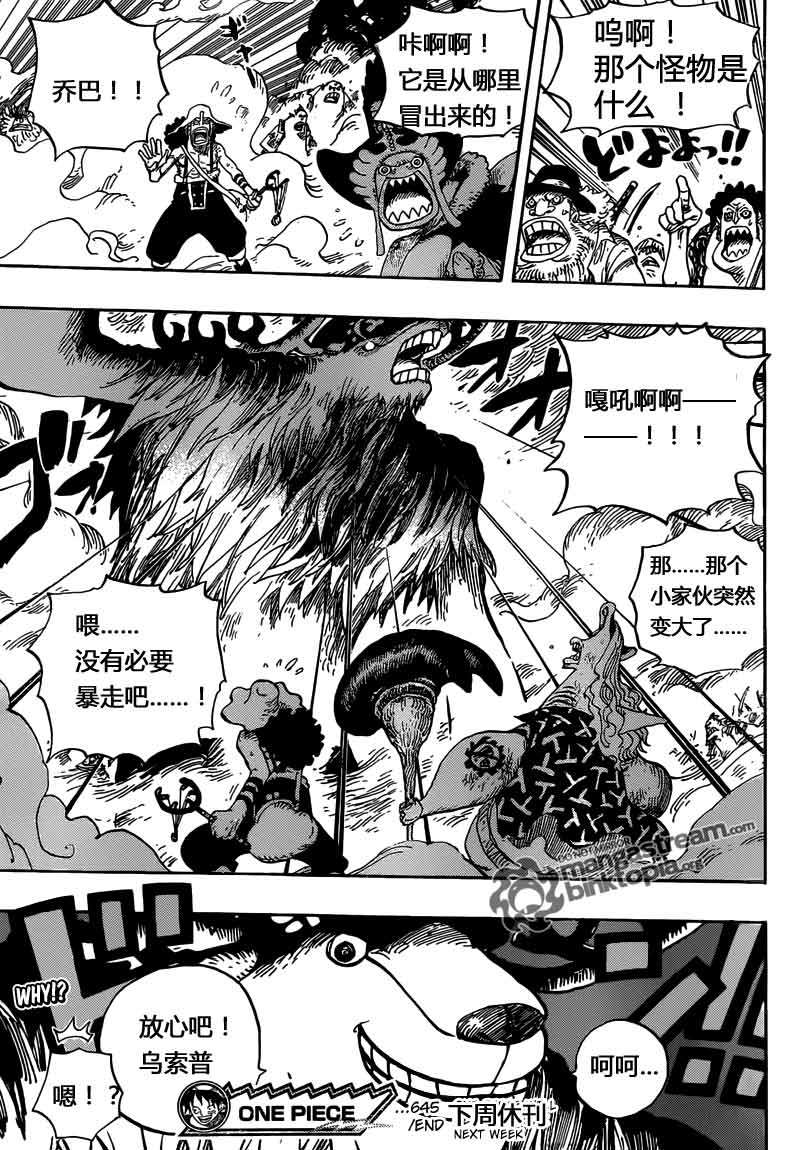 呜啊！
那个怪物是
什么！
どよよっ!!
咔啊啊！
它是从哪里
冒出来的！
乔巴！！
嘎吼啊啊——
——！！！
那……那个
小家伙突然
变大了……
喂……
没有必要
暴走吧……！
DO NOT MIRROR
mangastream.com
binktopia.org
WHY!?
放心吧！
乌索普
嗯！？
呵呵...
ONE PIECE
...645
/END
下周休刊
NEXT WEEK